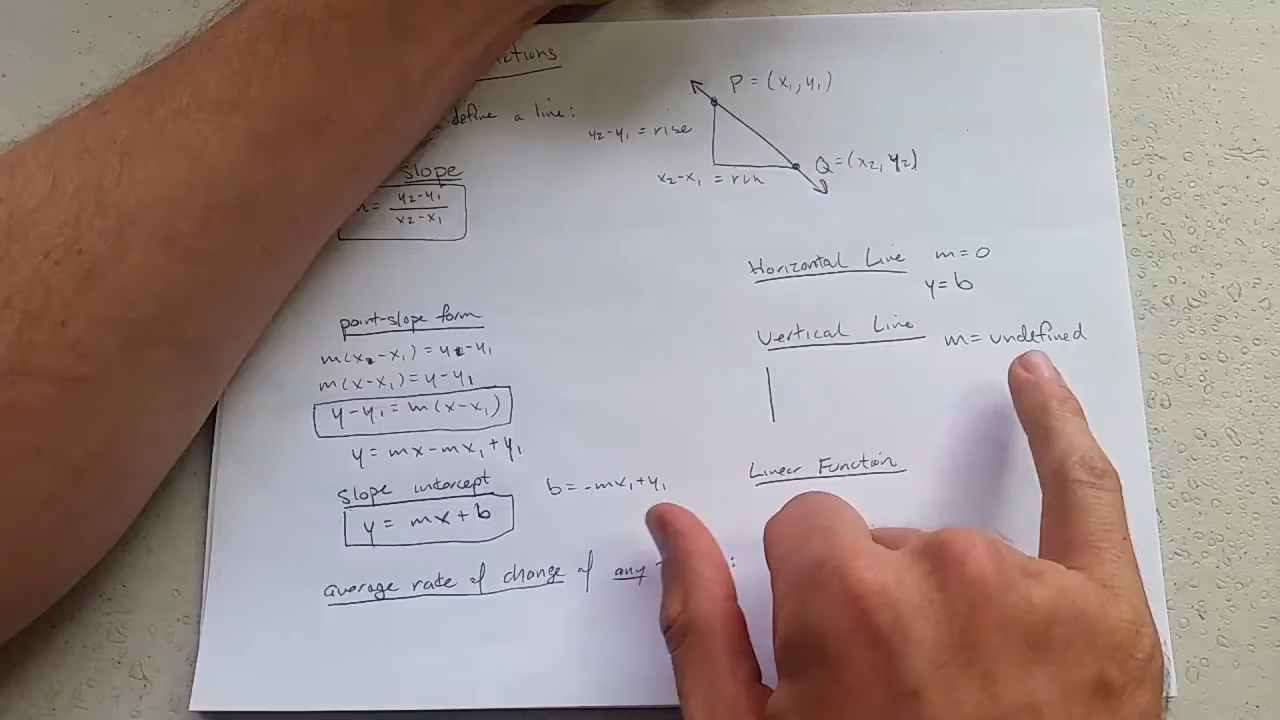 define a line:
P = (x₁, y₁)
y₂-y₁ = rise
Q = (x₂, y₂)
x₂-x₁ = run
slope
= y₂-y₁ / x₂-x₁
Horizontal Line m = 0
y = b
Vertical Line m = undefined
point-slope form
m(x₂-x₁) = y₂-y₁
m(x-x₁) = y-y₁
y-y₁ = m(x-x₁)
y = mx-mx₁+y₁
slope intercept
b = -mx₁+y₁
y = mx+b
Linear Function
average rate of change of any :